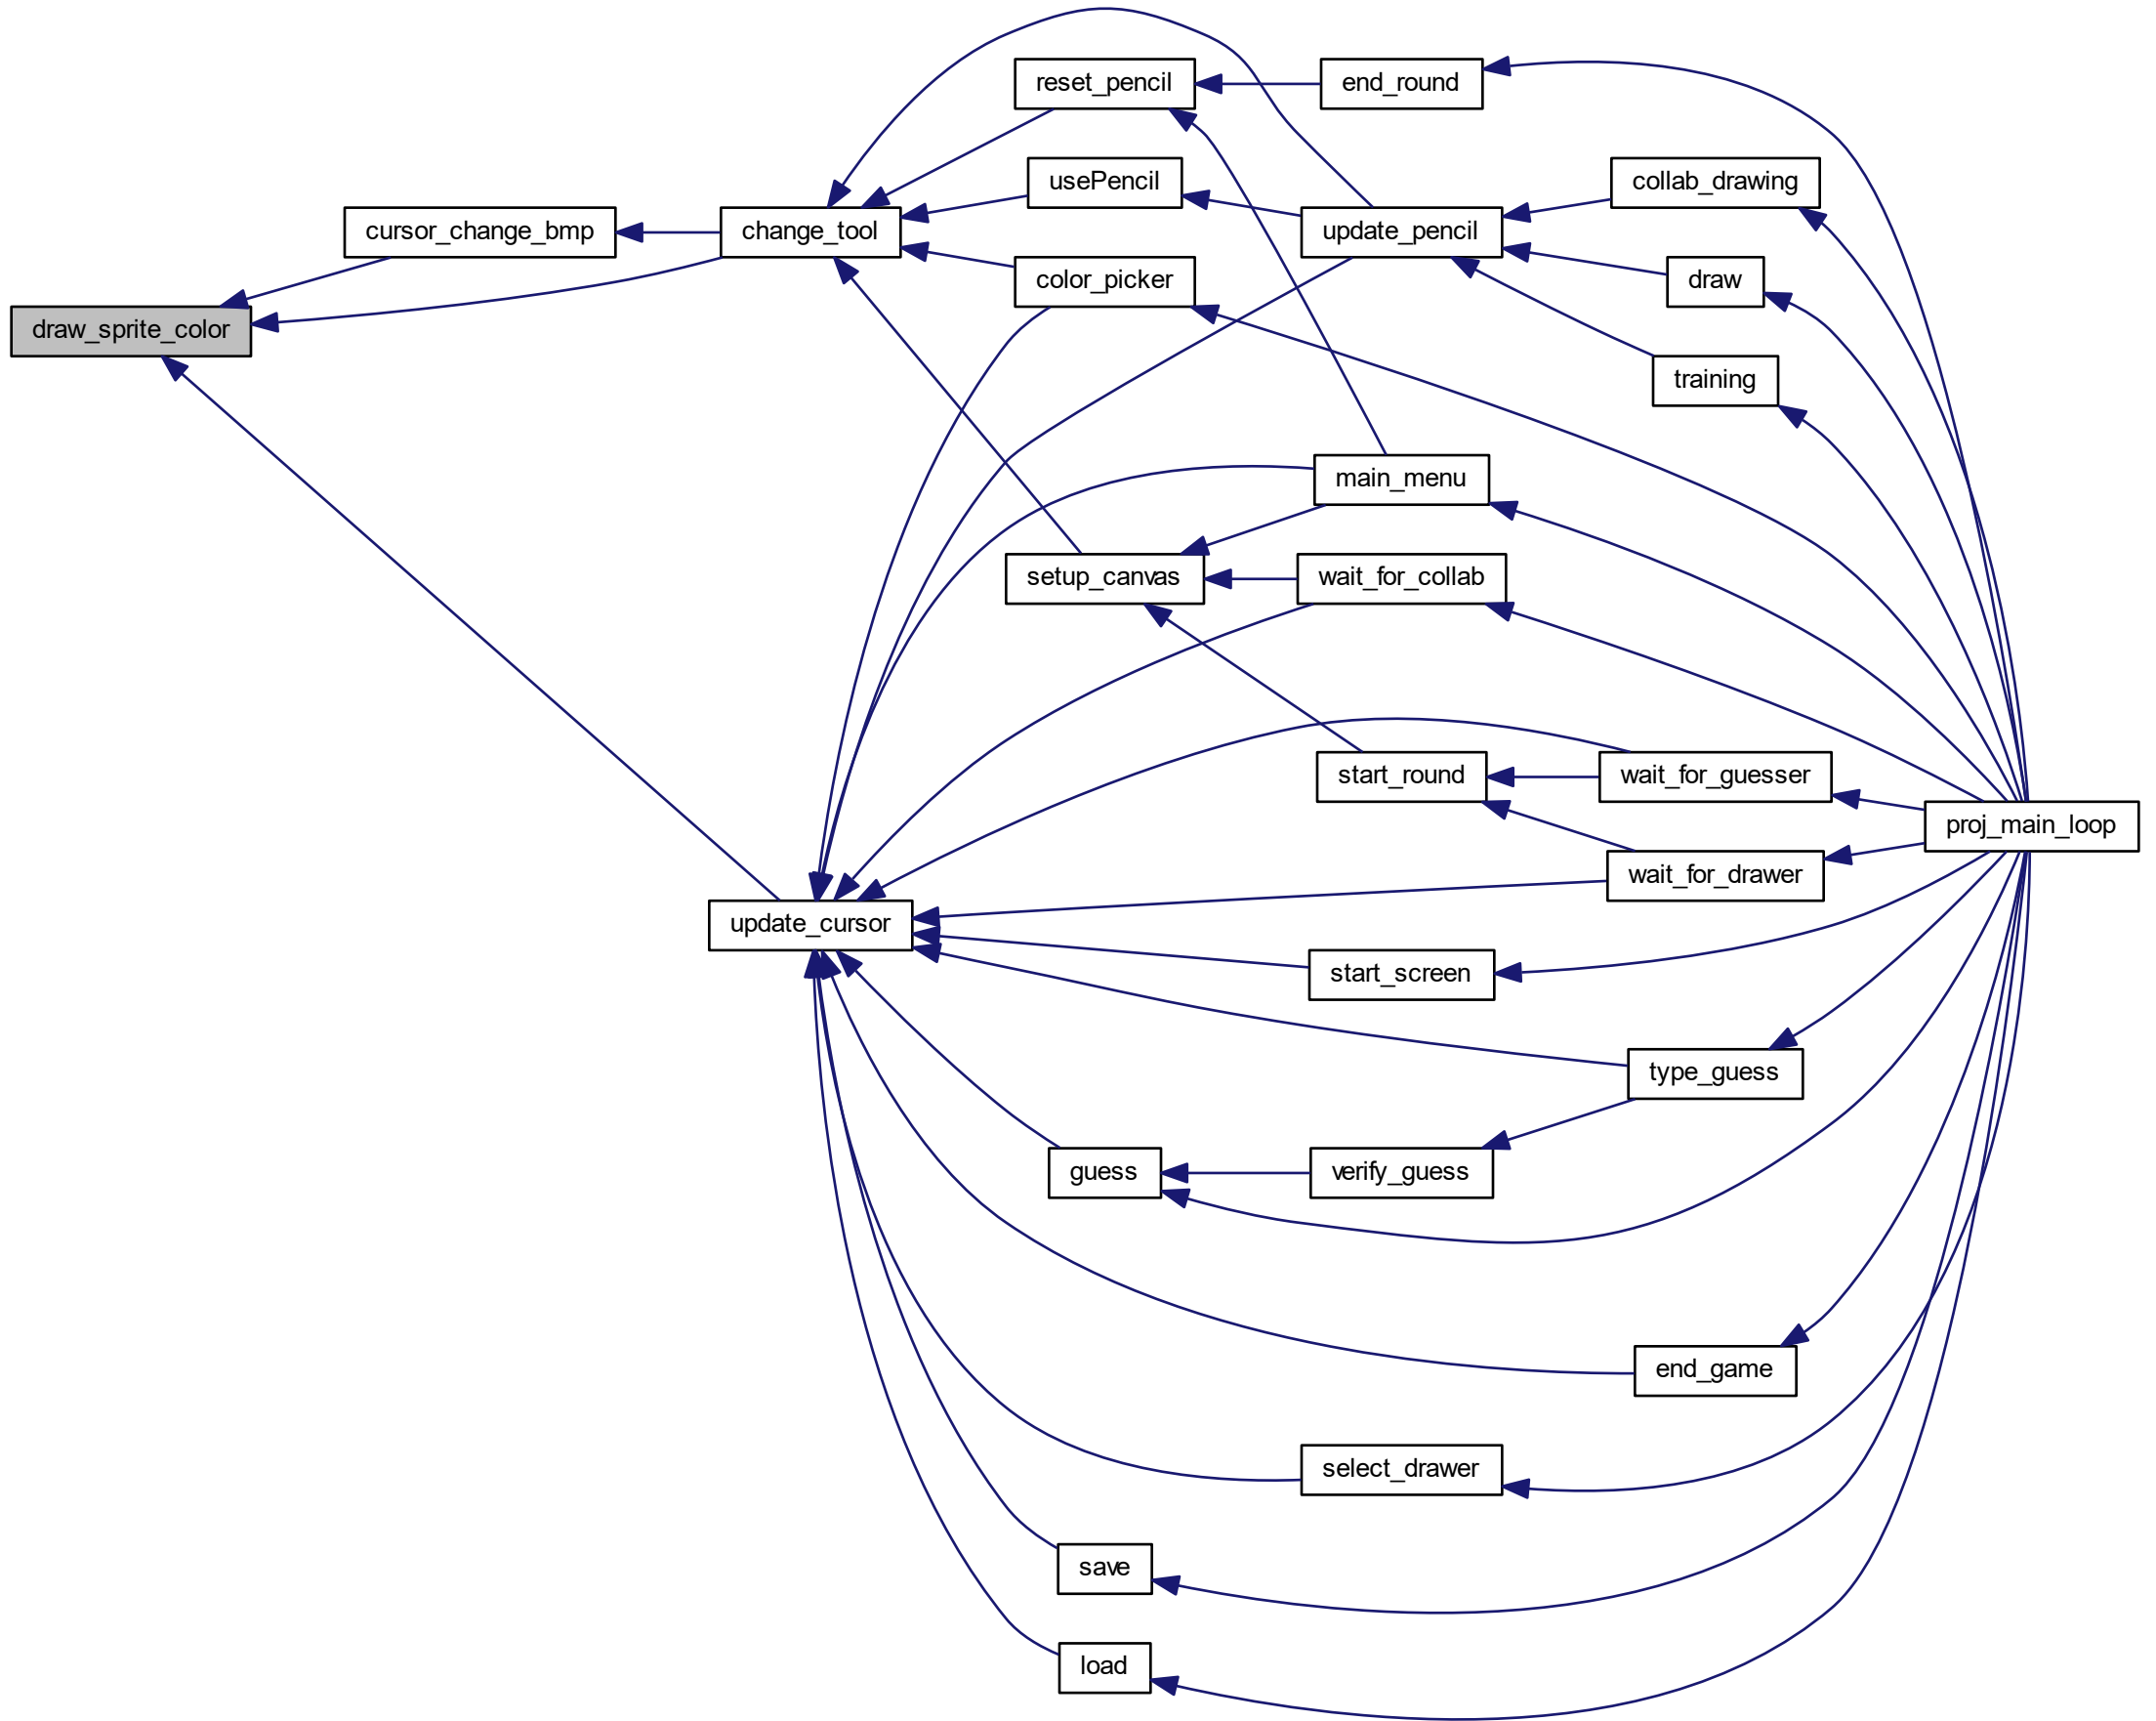 reset_pencil
end_round
usePencil
collab_drawing
cursor_change_bmp
change_tool
update_pencil
color_picker
draw
draw_sprite_color
training
main_menu
setup_canvas
wait_for_collab
start_round
wait_for_guesser
proj_main_loop
wait_for_drawer
update_cursor
start_screen
type_guess
guess
verify_guess
end_game
select_drawer
save
load